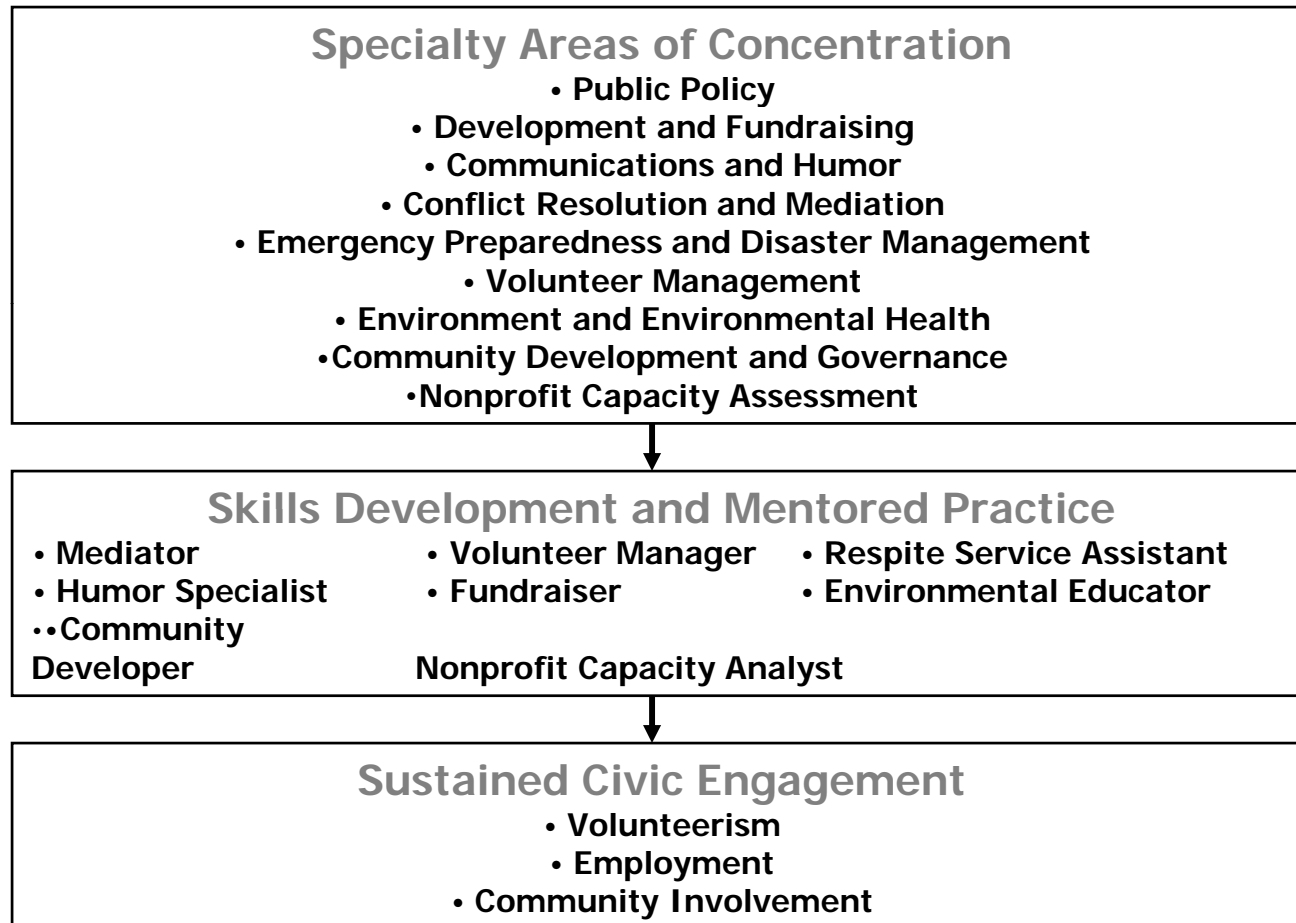 Specialty Areas of Concentration
• Public Policy
• Development and Fundraising
• Communications and Humor
• Conflict Resolution and Mediation
• Emergency Preparedness and Disaster Management
• Volunteer Management
• Environment and Environmental Health
•Community Development and Governance
•Nonprofit Capacity Assessment
Skills Development and Mentored Practice
• Mediator • Volunteer Manager • Respite Service Assistant
• Humor Specialist • Fundraiser • Environmental Educator
••Community
Developer Nonprofit Capacity Analyst
Sustained Civic Engagement
• Volunteerism
• Employment
• Community Involvement